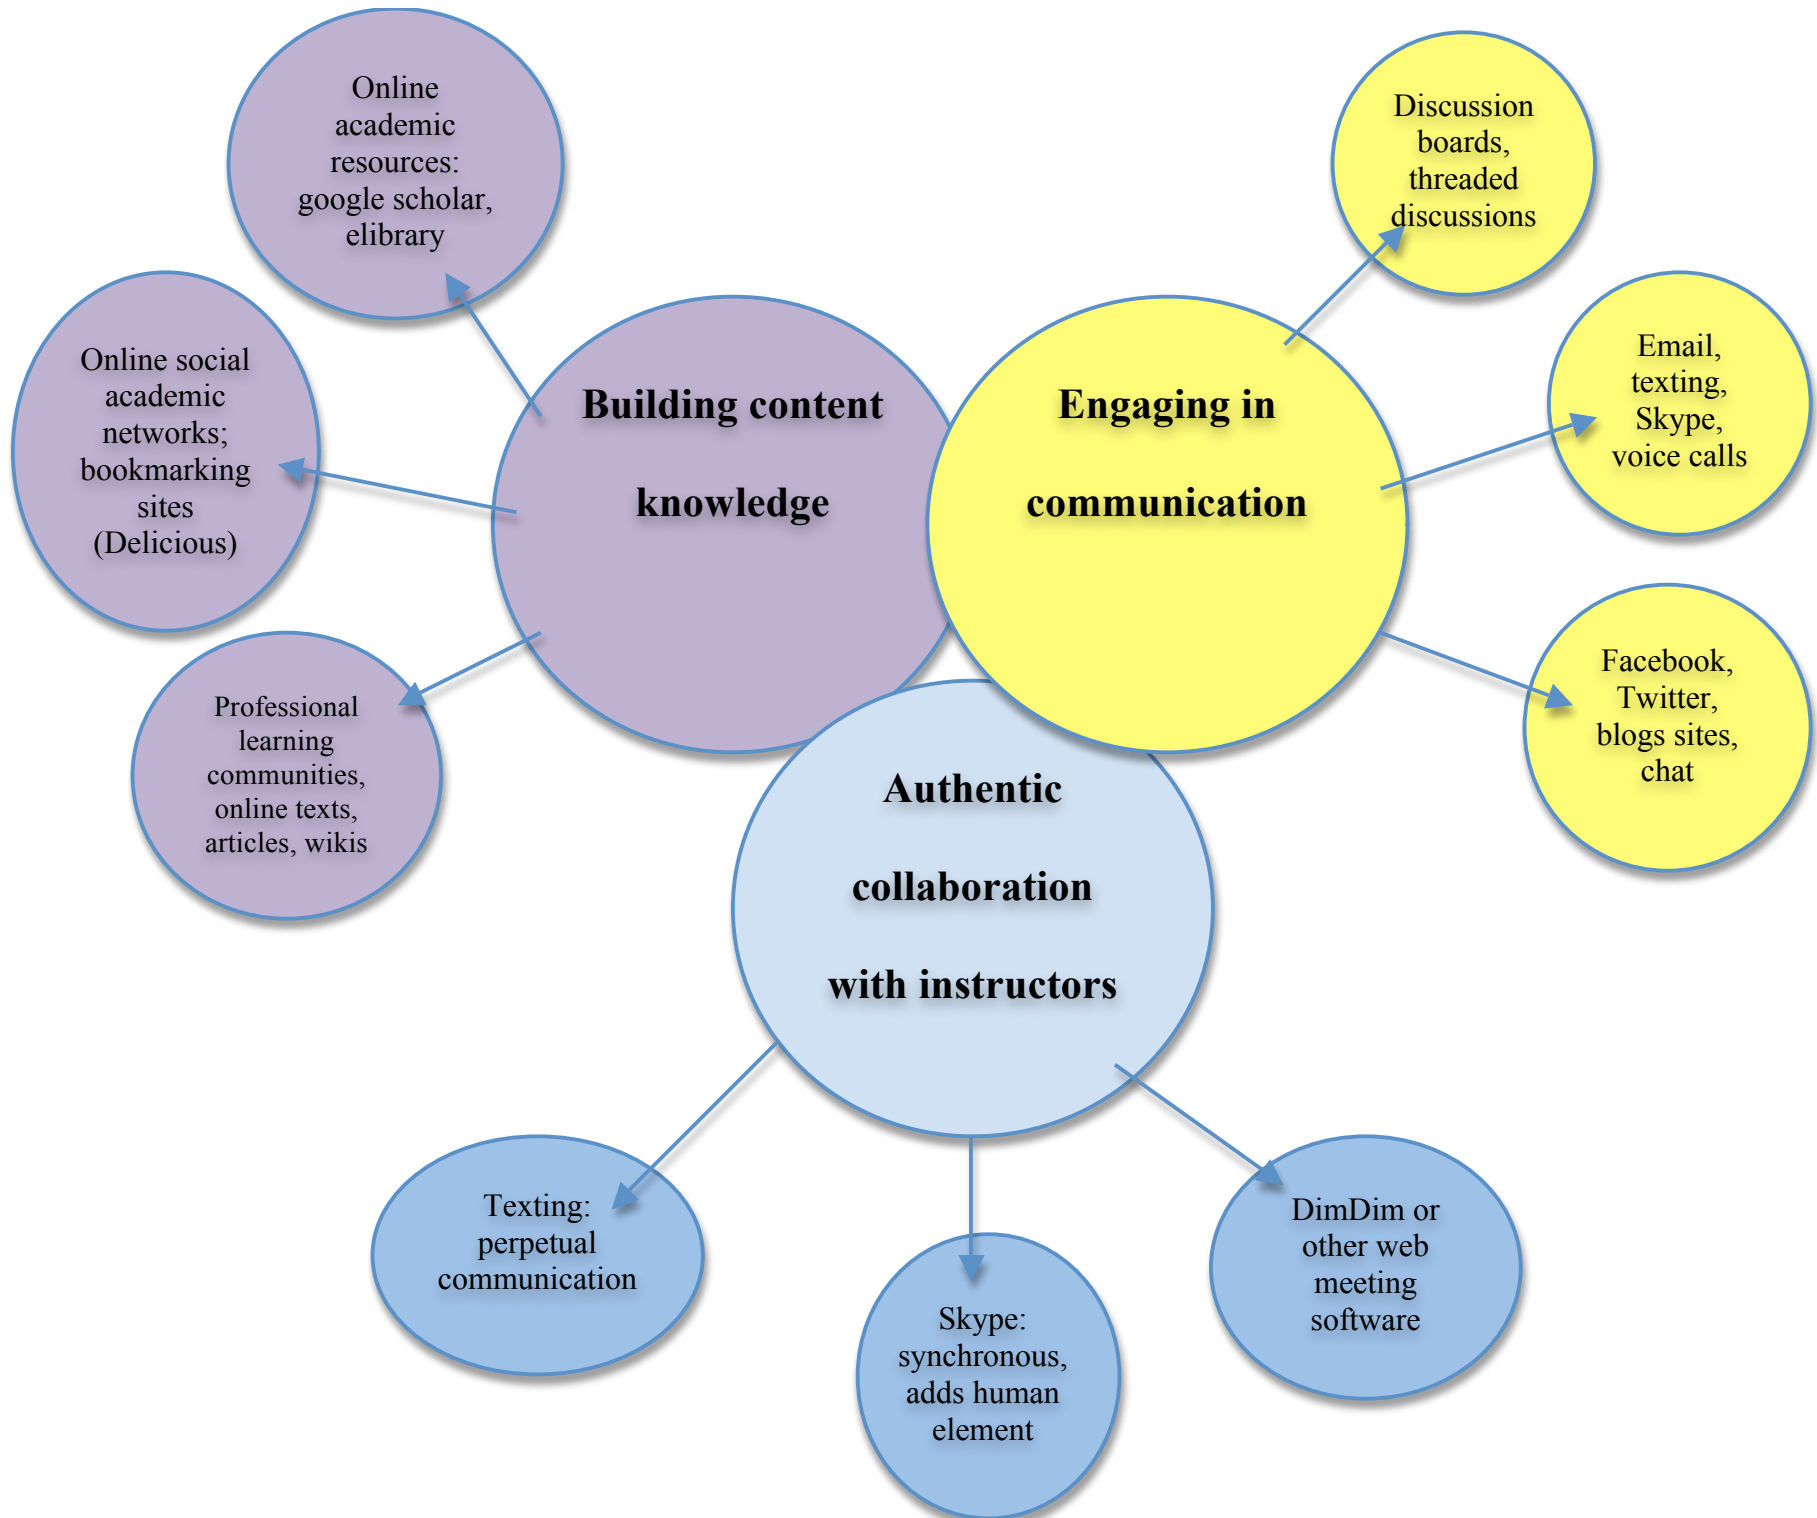 Online
academic
resources:
google scholar,
elibrary
Online social
academic
networks;
bookmarking
sites
(Delicious)
Professional
learning
communities,
online texts,
articles, wikis
Building content
knowledge
Engaging in
communication
Discussion
boards,
threaded
discussions
Email,
texting,
Skype,
voice calls
Facebook,
Twitter,
blogs sites,
chat
Authentic
collaboration
with instructors
Texting:
perpetual
communication
Skype:
synchronous,
adds human
element
DimDim or
other web
meeting
software